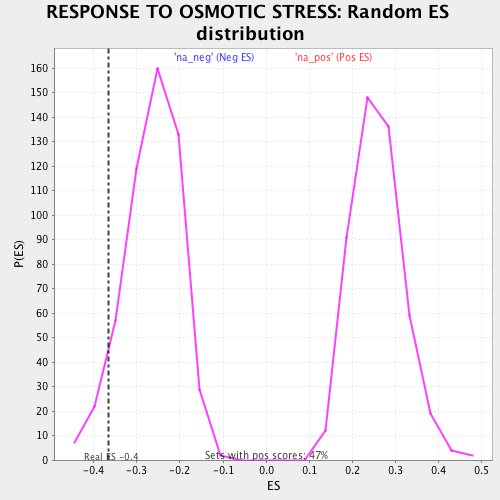 RESPONSE TO OSMOTIC STRESS: Random ES
distribution
'na_neg' (Neg ES) 'na_pos' (Pos ES)
160
150
140
130
120
110
100
90
80
70
60
50
40
30
20
10
0
P(ES)
Real ES -0.4 Sets with pos scores: 47%
-0.4 -0.3 -0.2 -0.1 0.0 0.1 0.2 0.3 0.4 0.5
ES